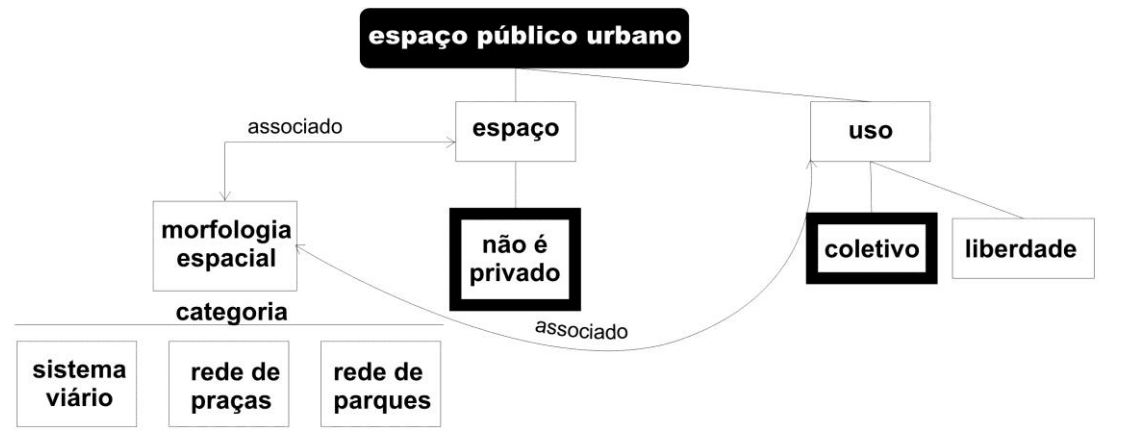 espaço público urbano
associado
espaço
uso
morfologia
espacial
não é
privado
coletivo
liberdade
categoria
associado
sistema
viário
rede de
praças
rede de
parques